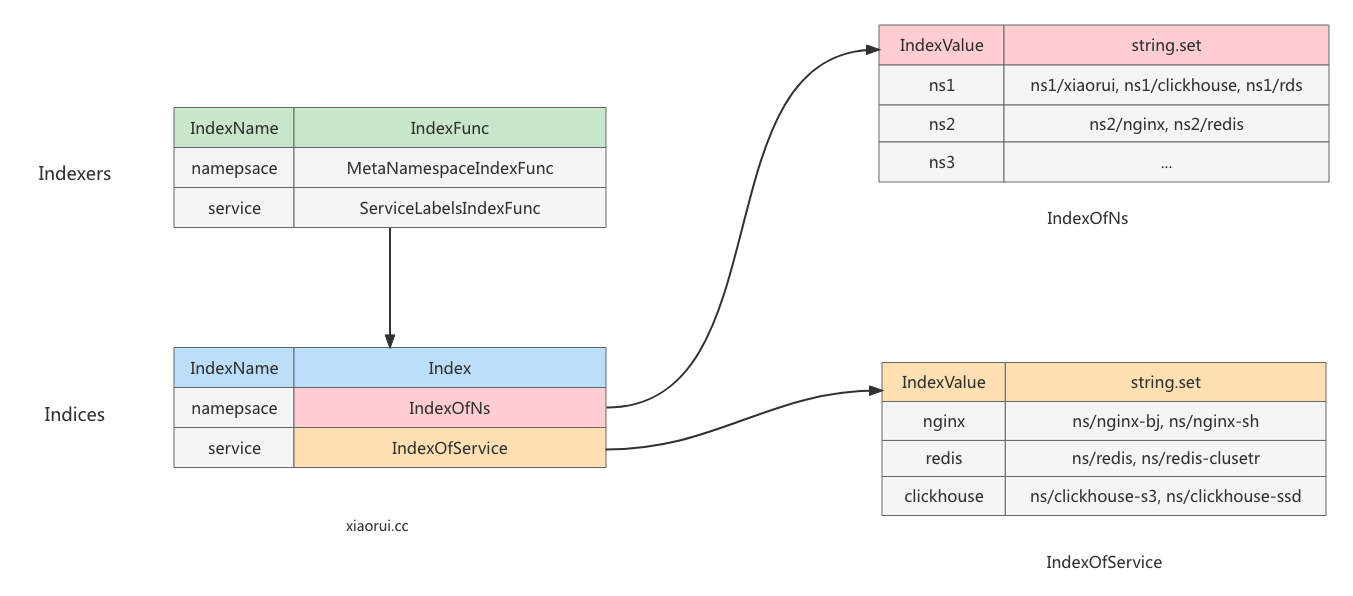 Indexers
IndexName IndexFunc
namepsace MetaNamespaceIndexFunc
service ServiceLabelsIndexFunc
Indices
IndexName Index
namepsace IndexOfNs
service IndexOfService
xiaorui.cc
IndexValue string.set
ns1 ns1/xiaorui, ns1/clickhouse, ns1/rds
ns2 ns2/nginx, ns2/redis
ns3 ...
IndexOfNs
IndexValue string.set
nginx ns/nginx-bj, ns/nginx-sh
redis ns/redis, ns/redis-clusetr
clickhouse ns/clickhouse-s3, ns/clickhouse-ssd
IndexOfService